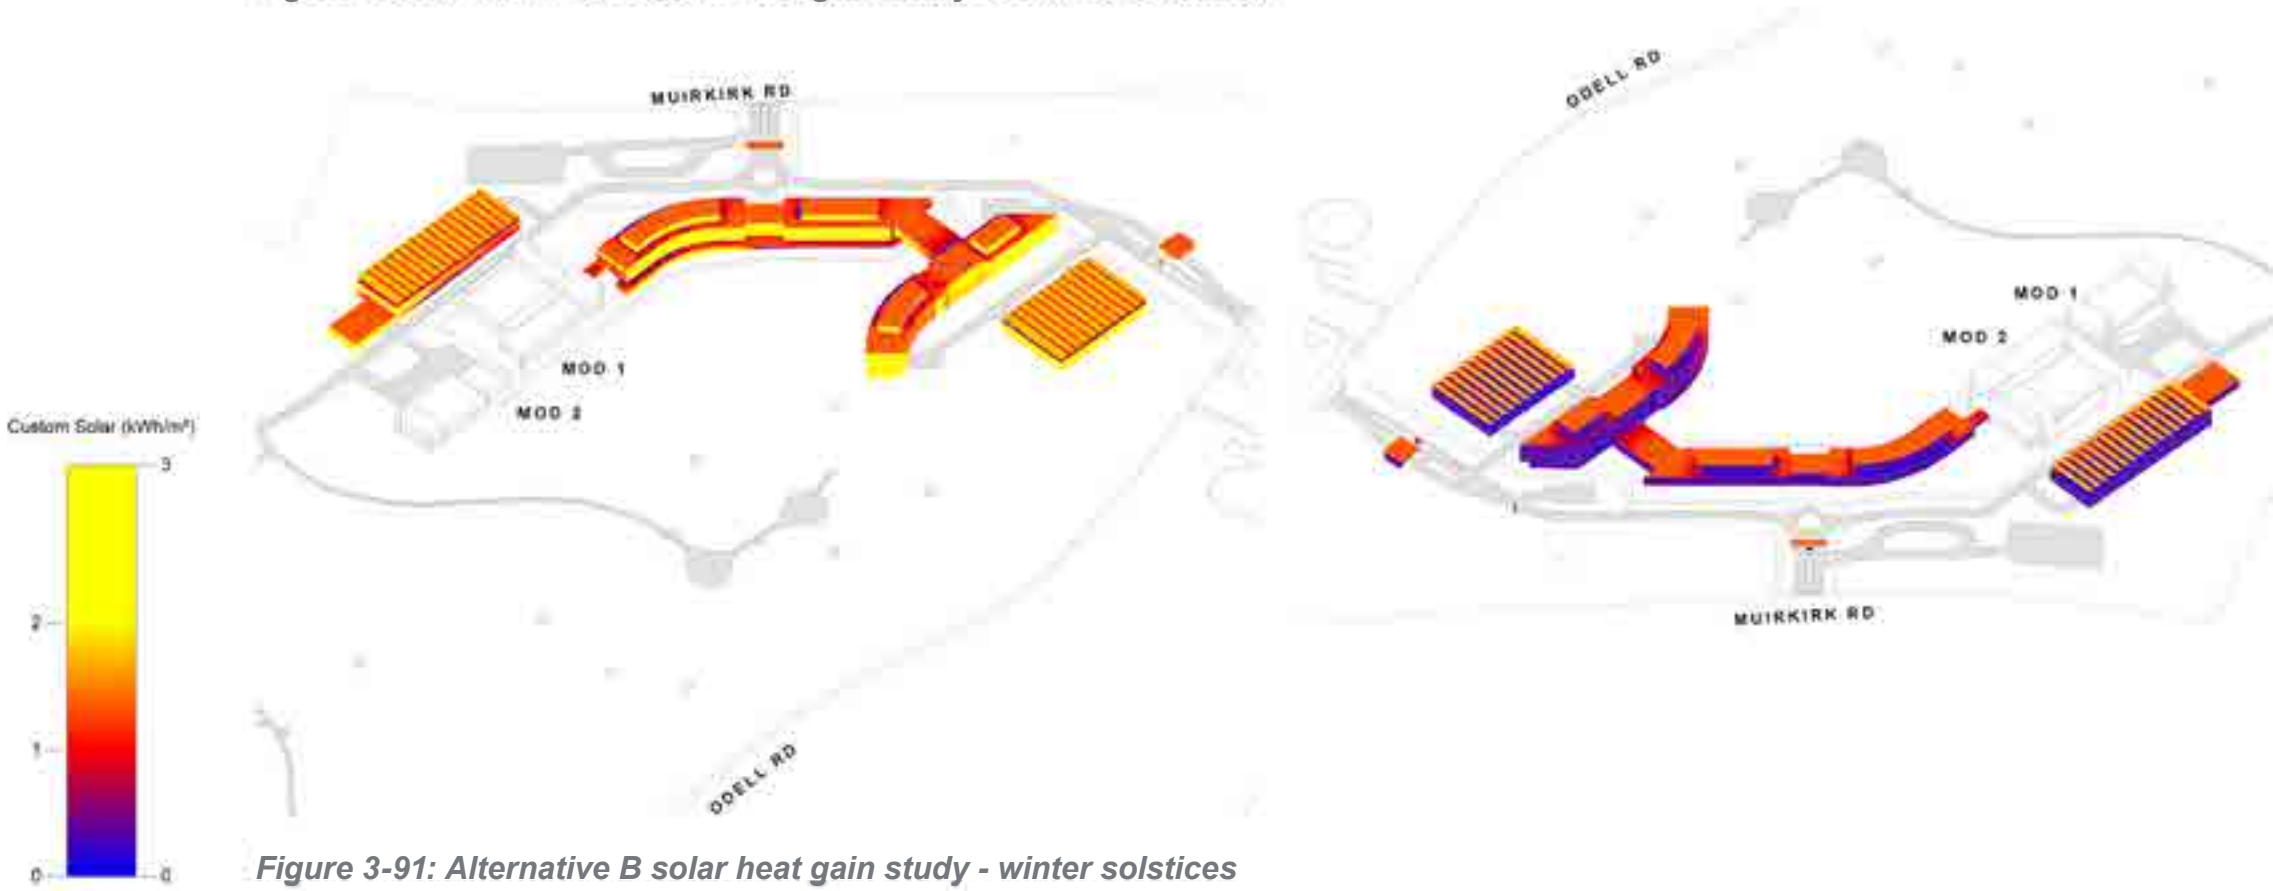 MUIRKIRK RD
MOD 1
MOD 2
ODELL RD
ODELL RD
MOD 1
MOD 2
MUIRKIRK RD
Custom Solar (kWh/m²)
3
2
1
0
0
Figure 3-91: Alternative B solar heat gain study - winter solstices